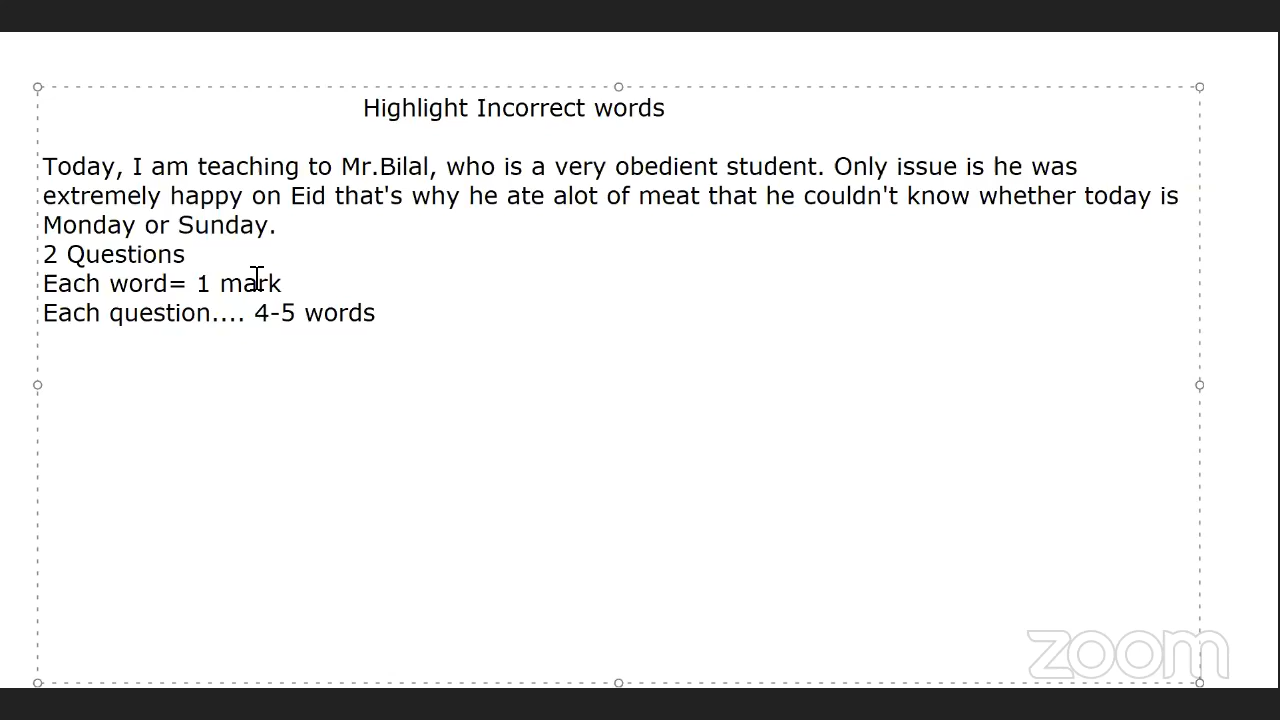 Highlight Incorrect words
Today, I am teaching to Mr.Bilal, who is a very obedient student. Only issue is he was
extremely happy on Eid that's why he ate alot of meat that he couldn't know whether today is
Monday or Sunday.
2 Questions
Each word= 1 mark
Each question.... 4-5 words
zoom